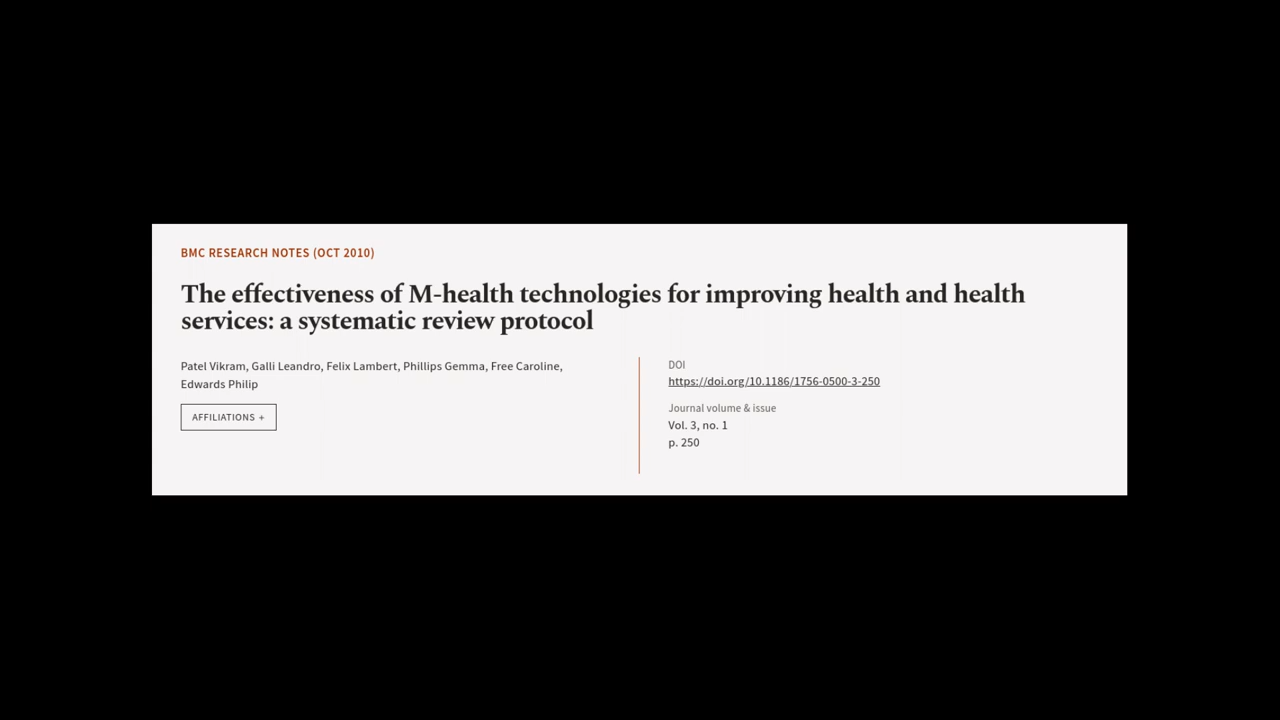 BMC RESEARCH NOTES (OCT 2010)
The effectiveness of M-health technologies for improving health and health
services: a systematic review protocol
Patel Vikram, Galli Leandro, Felix Lambert, Phillips Gemma, Free Caroline,
Edwards Philip
AFFILIATIONS +
DOI
https://doi.org/10.1186/1756-0500-3-250
Journal volume & issue
Vol. 3, no. 1
p. 250